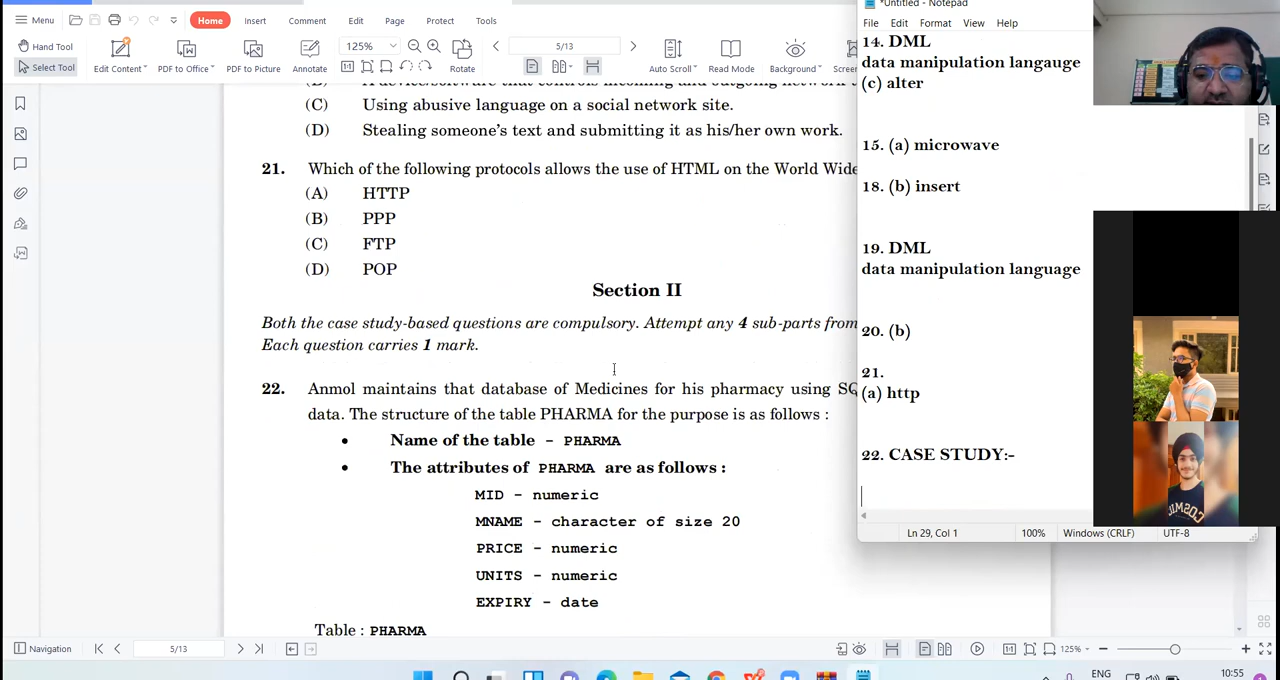 Menu
Home
Insert
Comment
Edit
Page
Protect
Tools
Hand Tool
Select Tool
Edit Content
PDF to Office
PDF to Picture
Annotate
125%
Rotate
5/13
Auto Scroll
Read Mode
Background
(C) Using abusive language on a social network site.
(D) Stealing someone's text and submitting it as his/her own work.
21. Which of the following protocols allows the use of HTML on the World Wide
(A) HTTP
(B) PPP
(C) FTP
(D) POP
Section II
Both the case study-based questions are compulsory. Attempt any 4 sub-parts from
Each question carries 1 mark.
22. Anmol maintains that database of Medicines for his pharmacy using SQ
data. The structure of the table PHARMA for the purpose is as follows :
• Name of the table - PHARMA
• The attributes of PHARMA are as follows :
MID - numeric
MNAME - character of size 20
PRICE - numeric
UNITS - numeric
EXPIRY - date
Table : PHARMA
*Untitled - Notepad
File Edit Format View Help
14. DML
data manipulation langauge
(c) alter
15. (a) microwave
18. (b) insert
19. DML
data manipulation language
20. (b)
21.
(a) http
22. CASE STUDY:-
Ln 29, Col 1
100%
Windows (CRLF)
UTF-8
Navigation
5/13
125%
ENG
10:55